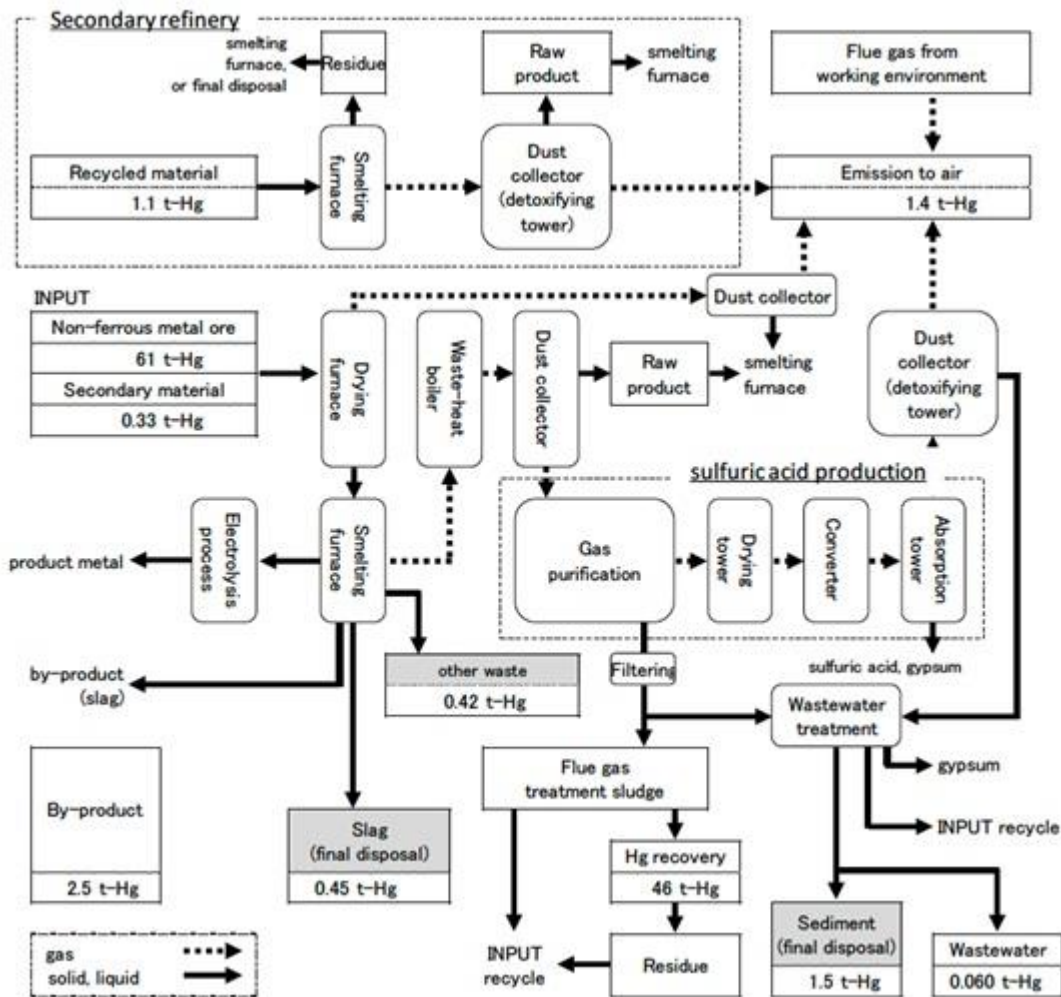 Secondary refinery
smelting
furnace,
or final disposal
Residue
Raw
product
smelting
furnace
Flue gas from
working environment
Recycled material
1.1 t-Hg
Smelting
furnace
Dust
collector
(detoxifying
tower)
Emission to air
1.4 t-Hg
INPUT
Non-ferrous metal ore
61 t-Hg
Secondary material
0.33 t-Hg
Drying
furnace
Waste-heat
boiler
Dust collector
Raw
product
Dust collector
smelting
furnace
Dust
collector
(detoxifying
tower)
sulfuric acid production
product metal
Electrolysis
process
Smelting
furnace
Gas
purification
Drying
tower
Converter
Absorption
tower
by-product
(slag)
other waste
0.42 t-Hg
Filtering
sulfuric acid, gypsum
Wastewater
treatment
gypsum
INPUT recycle
By-product
2.5 t-Hg
Slag
(final disposal)
0.45 t-Hg
Flue gas
treatment sludge
Hg recovery
46 t-Hg
INPUT
recycle
Residue
Sediment
(final disposal)
1.5 t-Hg
Wastewater
0.060 t-Hg
gas
solid, liquid